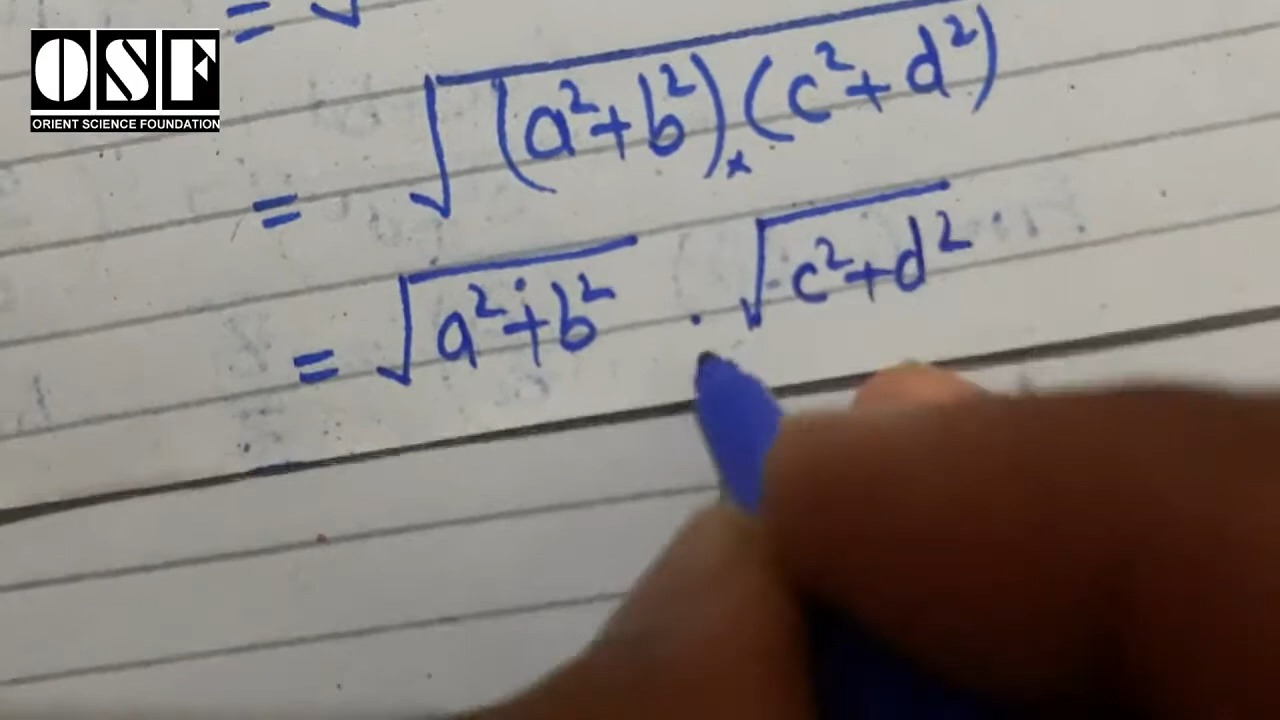 OSF
ORIENT SCIENCE FOUNDATION
= √
= √(a²+b²)×(c²+d²)
= √a²+b² . √c²+d²